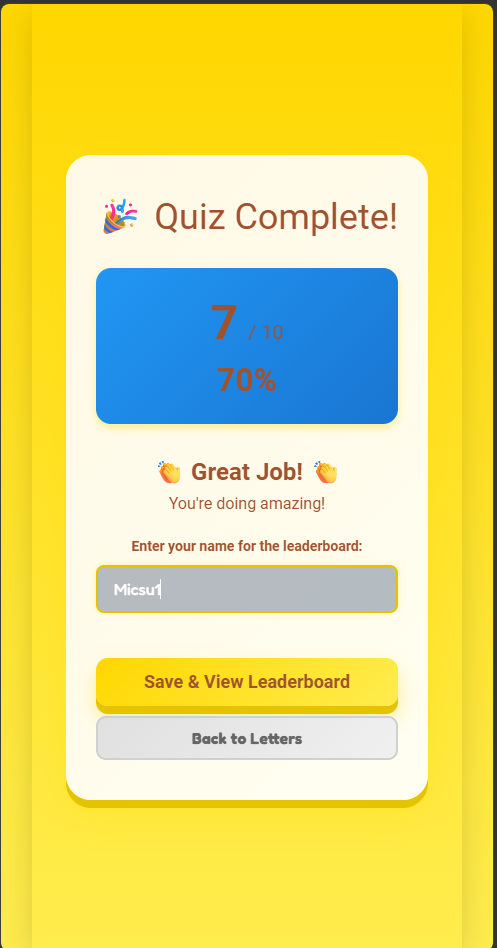 Quiz Complete!
7 / 10
70%
Great Job!
You're doing amazing!
Enter your name for the leaderboard:
Micsu1
Save & View Leaderboard
Back to Letters